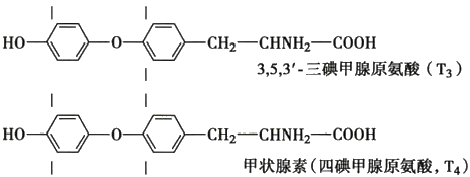 I I
HO O CH₂—CHNH₂—COOH
I
3,5,3′-三碘甲腺原氨酸（T₃）
I I
HO O CH₂—CHNH₂—COOH
I I
甲状腺素（四碘甲腺原氨酸，T₄）